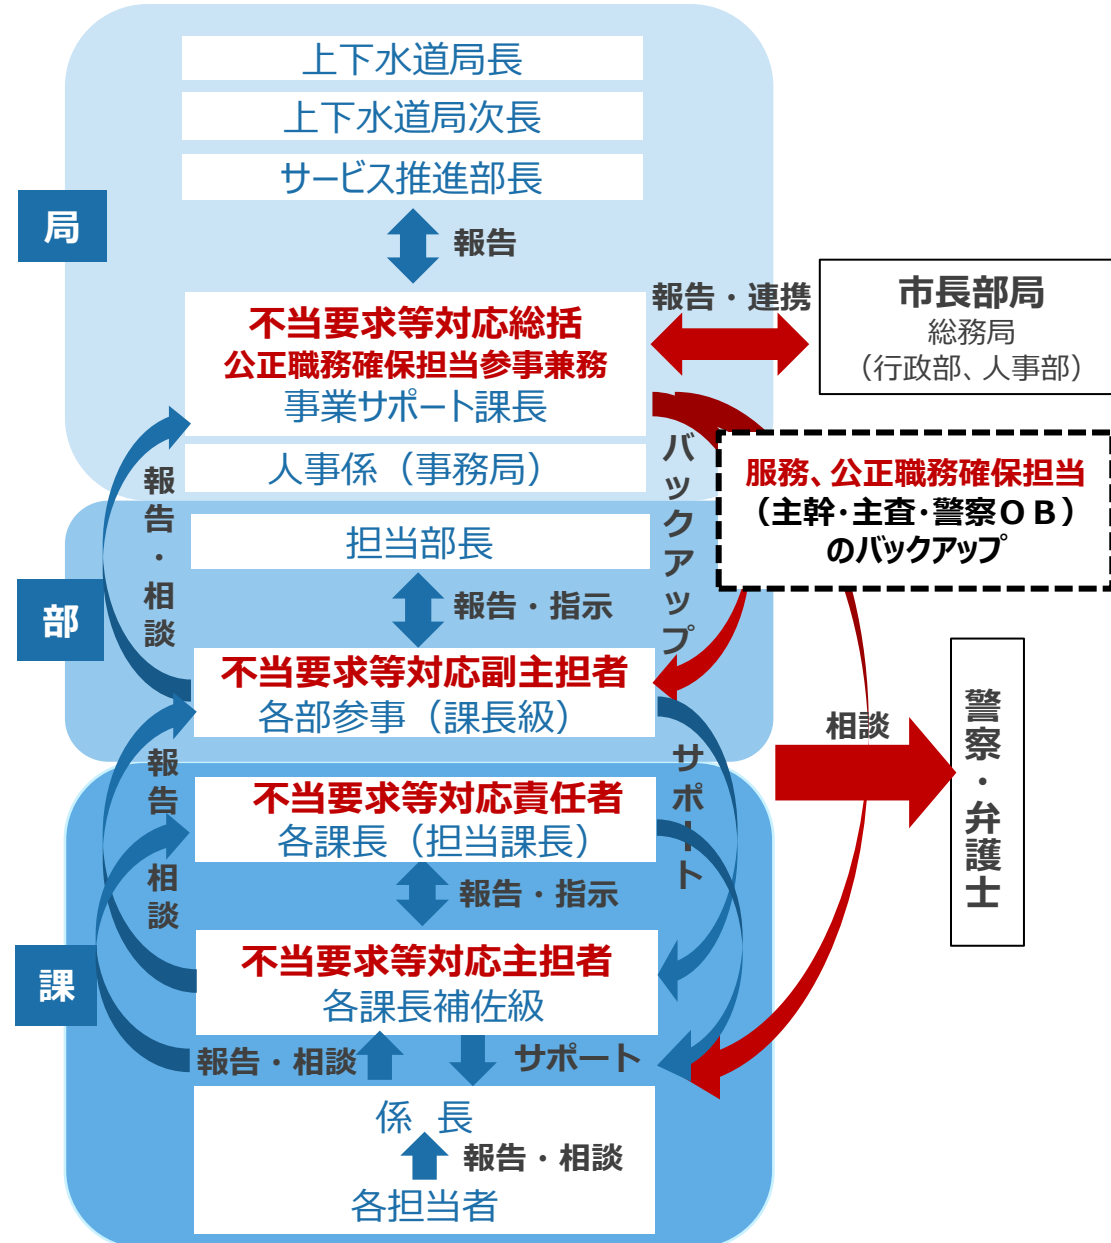 上下水道局長
上下水道局次長
サービス推進部長
局
報告
不当要求等対応総括
公正職務確保担当参事兼務
事業サポート課長
人事係（事務局）
報告・連携
市長部局
総務局
（行政部、人事部）
バックアップ
服務、公正職務確保担当
（主幹・主査・警察ＯＢ）
のバックアップ
報告・相談
部
担当部長
報告・指示
不当要求等対応副主担者
各部参事（課長級）
相談
警察・弁護士
サポート
報告
相談
課
不当要求等対応責任者
各課長（担当課長）
報告・指示
不当要求等対応主担者
各課長補佐級
報告・相談
サポート
係 長
報告・相談
各担当者